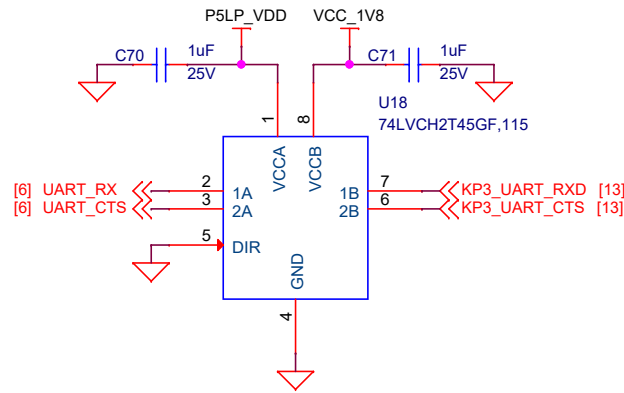 P5LP_VDD VCC_1V8
C70 1uF C71 1uF
25V 25V
U18
74LVCH2T45GF,115
1 8
VCCA VCCB
[6] UART_RX 2 1A 1B 7 KP3_UART_RXD [13]
[6] UART_CTS 3 2A 2B 6 KP3_UART_CTS [13]
5 DIR
GND
4